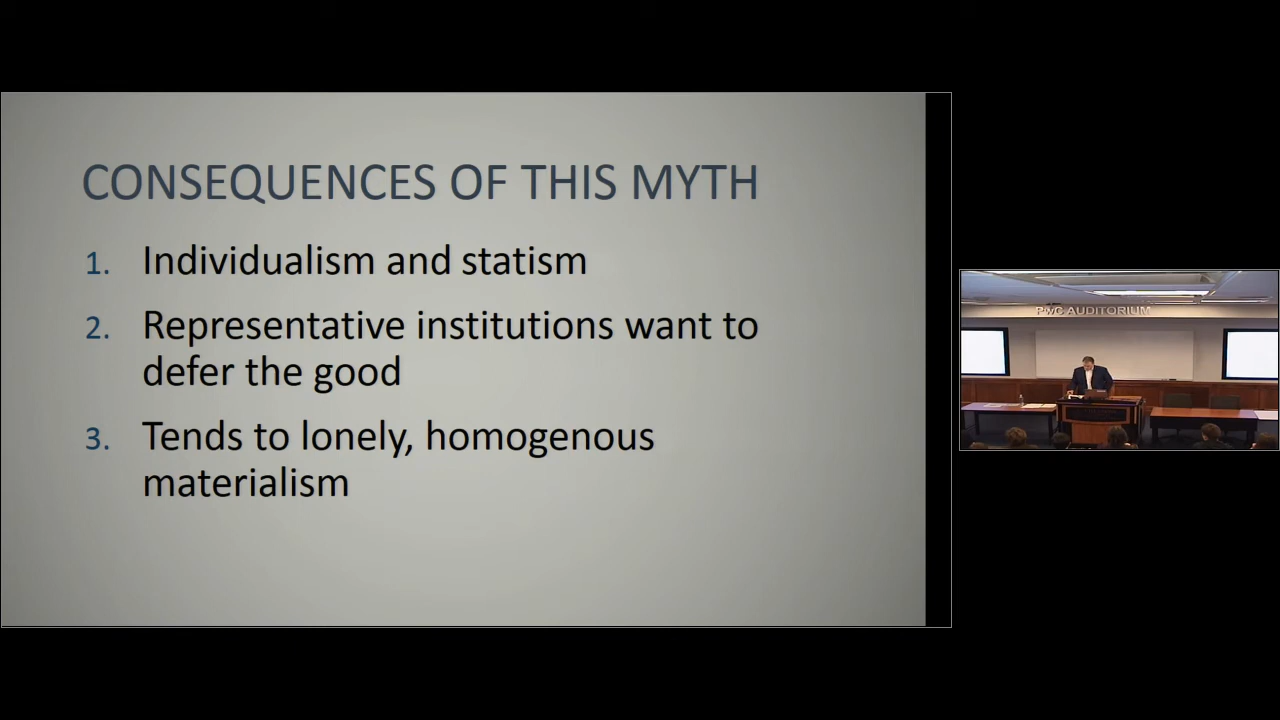 CONSEQUENCES OF THIS MYTH
1. Individualism and statism
2. Representative institutions want to
defer the good
3. Tends to lonely, homogenous
materialism
PWC AUDITORIUM